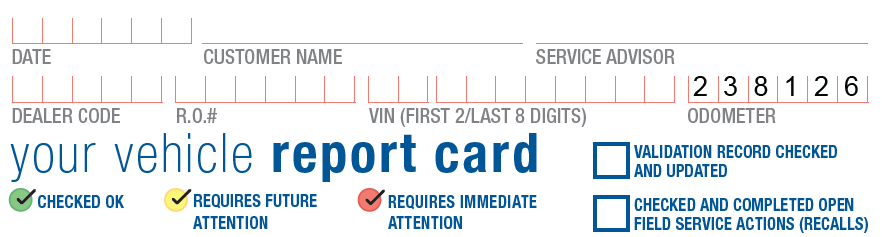 DATE CUSTOMER NAME SERVICE ADVISOR
238126
DEALER CODE R.O.# VIN (FIRST 2/LAST 8 DIGITS) ODOMETER
your vehicle report card
CHECKED OK
REQUIRES FUTURE
ATTENTION
REQUIRES IMMEDIATE
ATTENTION
VALIDATION RECORD CHECKED
AND UPDATED
CHECKED AND COMPLETED OPEN
FIELD SERVICE ACTIONS (RECALLS)